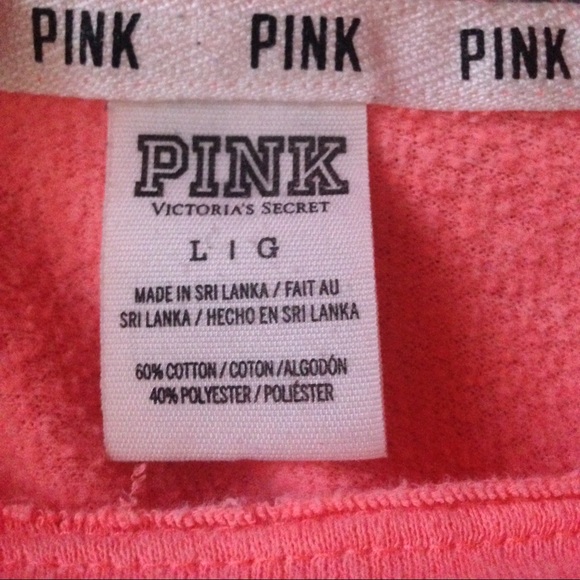 PINK PINK PINK
PINK
VICTORIA'S SECRET
L | G
MADE IN SRI LANKA / FAIT AU
SRI LANKA / HECHO EN SRI LANKA
60% COTTON / COTON / ALGODÓN
40% POLYESTER / POLIÉSTER